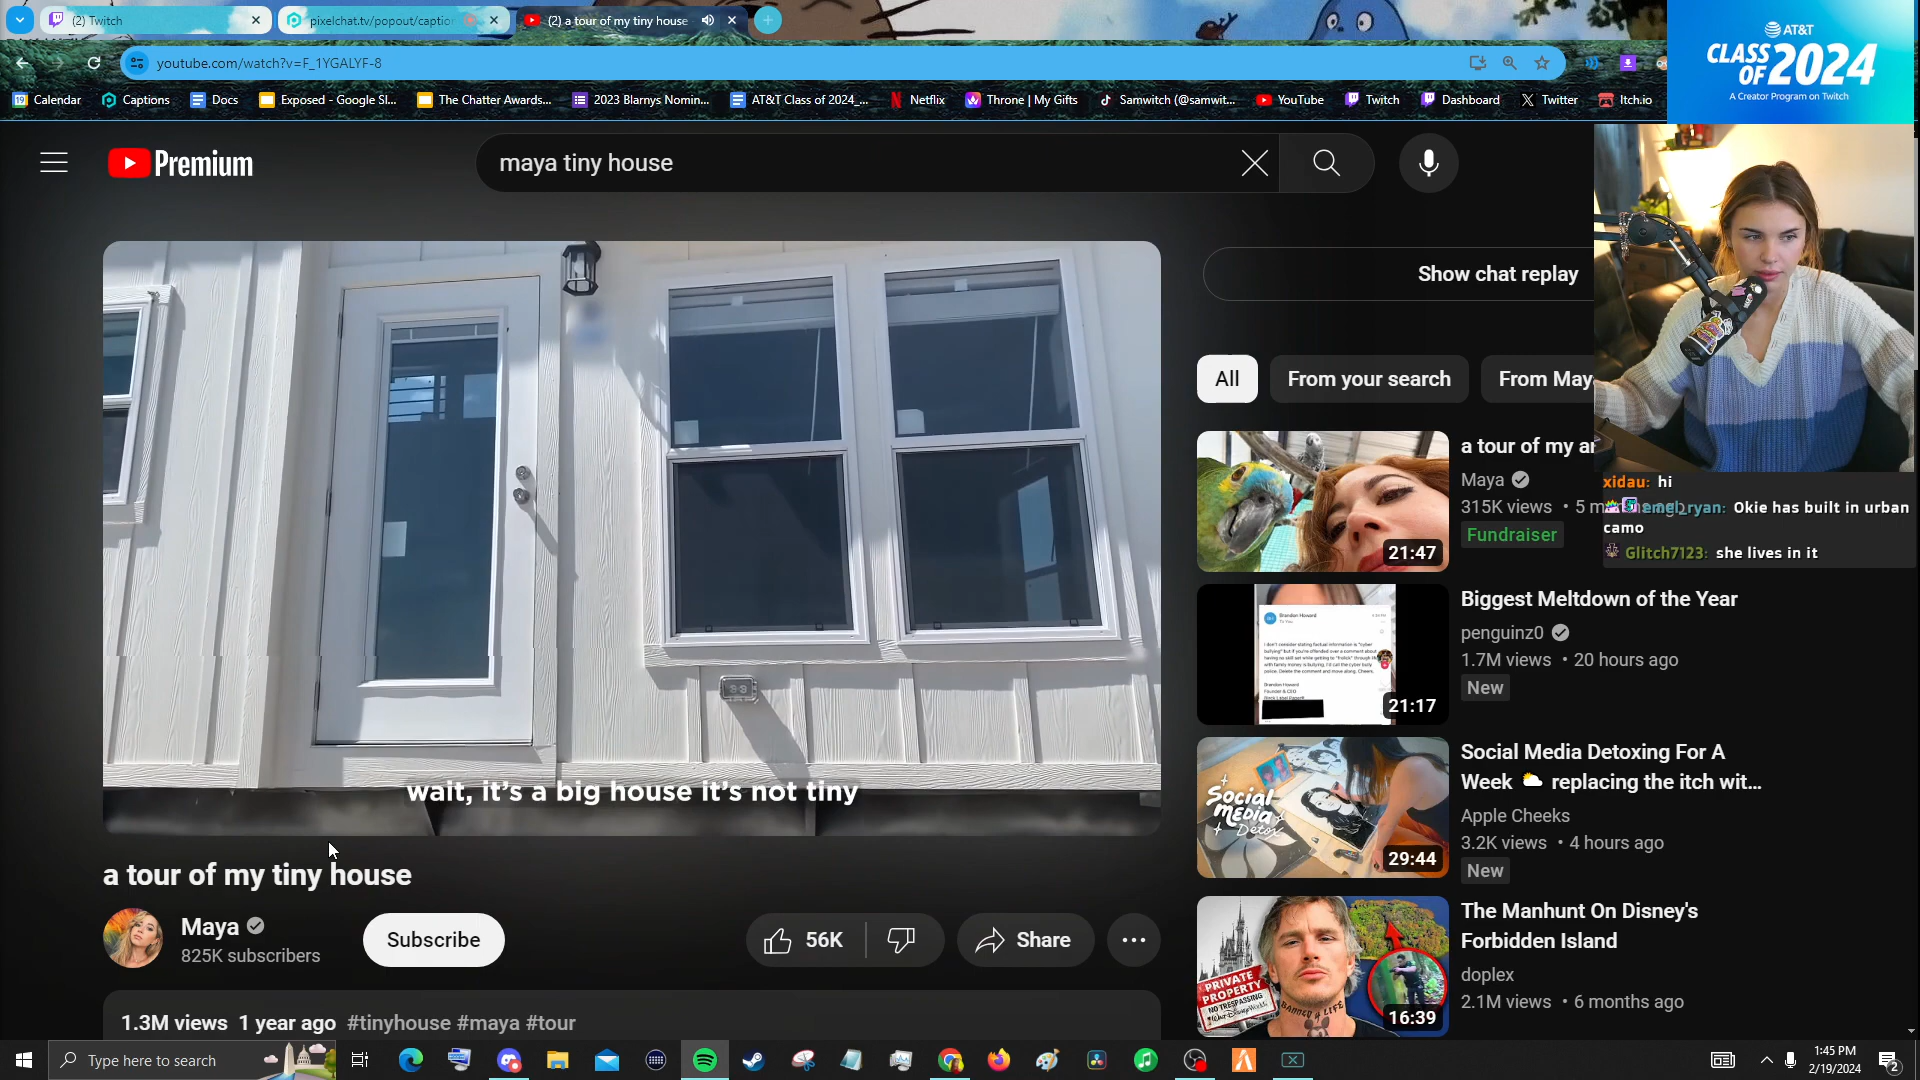 (2) Twitch
pixelchat.tv/popout/captio
(2) a tour of my tiny house
youtube.com/watch?v=F_1YGALYF-8
Calendar
Captions
Docs
Exposed - Google Sl...
The Chatter Awards...
2023 Blarnys Nomin...
AT&T Class of 2024_...
Netflix
Throne | My Gifts
Samwitch (@samwit...
YouTube
Twitch
Dashboard
Twitter
Itch.io
AT&T
CLASS
OF 2024
A Creator Program on Twitch
Premium
maya tiny house
Show chat replay
All
From your search
From May
wait, it's a big house it's not tiny
a tour of my tiny house
Maya
825K subscribers
Subscribe
56K
Share
1.3M views 1 year ago #tinyhouse #maya #tour
a tour of my ar
Maya
315K views • 5 m
Fundraiser
21:47
xidau: hi
Okie has built in urban
camo
Glitch7123: she lives in it
Biggest Meltdown of the Year
penguinz0
1.7M views • 20 hours ago
New
21:17
Social
Media
Detox
29:44
Social Media Detoxing For A
Week replacing the itch wit...
Apple Cheeks
3.2K views • 4 hours ago
New
PRIVATE
PROPERTY
NO TRESPASSING
BANNED 4 LIFE
16:39
The Manhunt On Disney's
Forbidden Island
doplex
2.1M views • 6 months ago
Type here to search
1:45 PM
2/19/2024
2